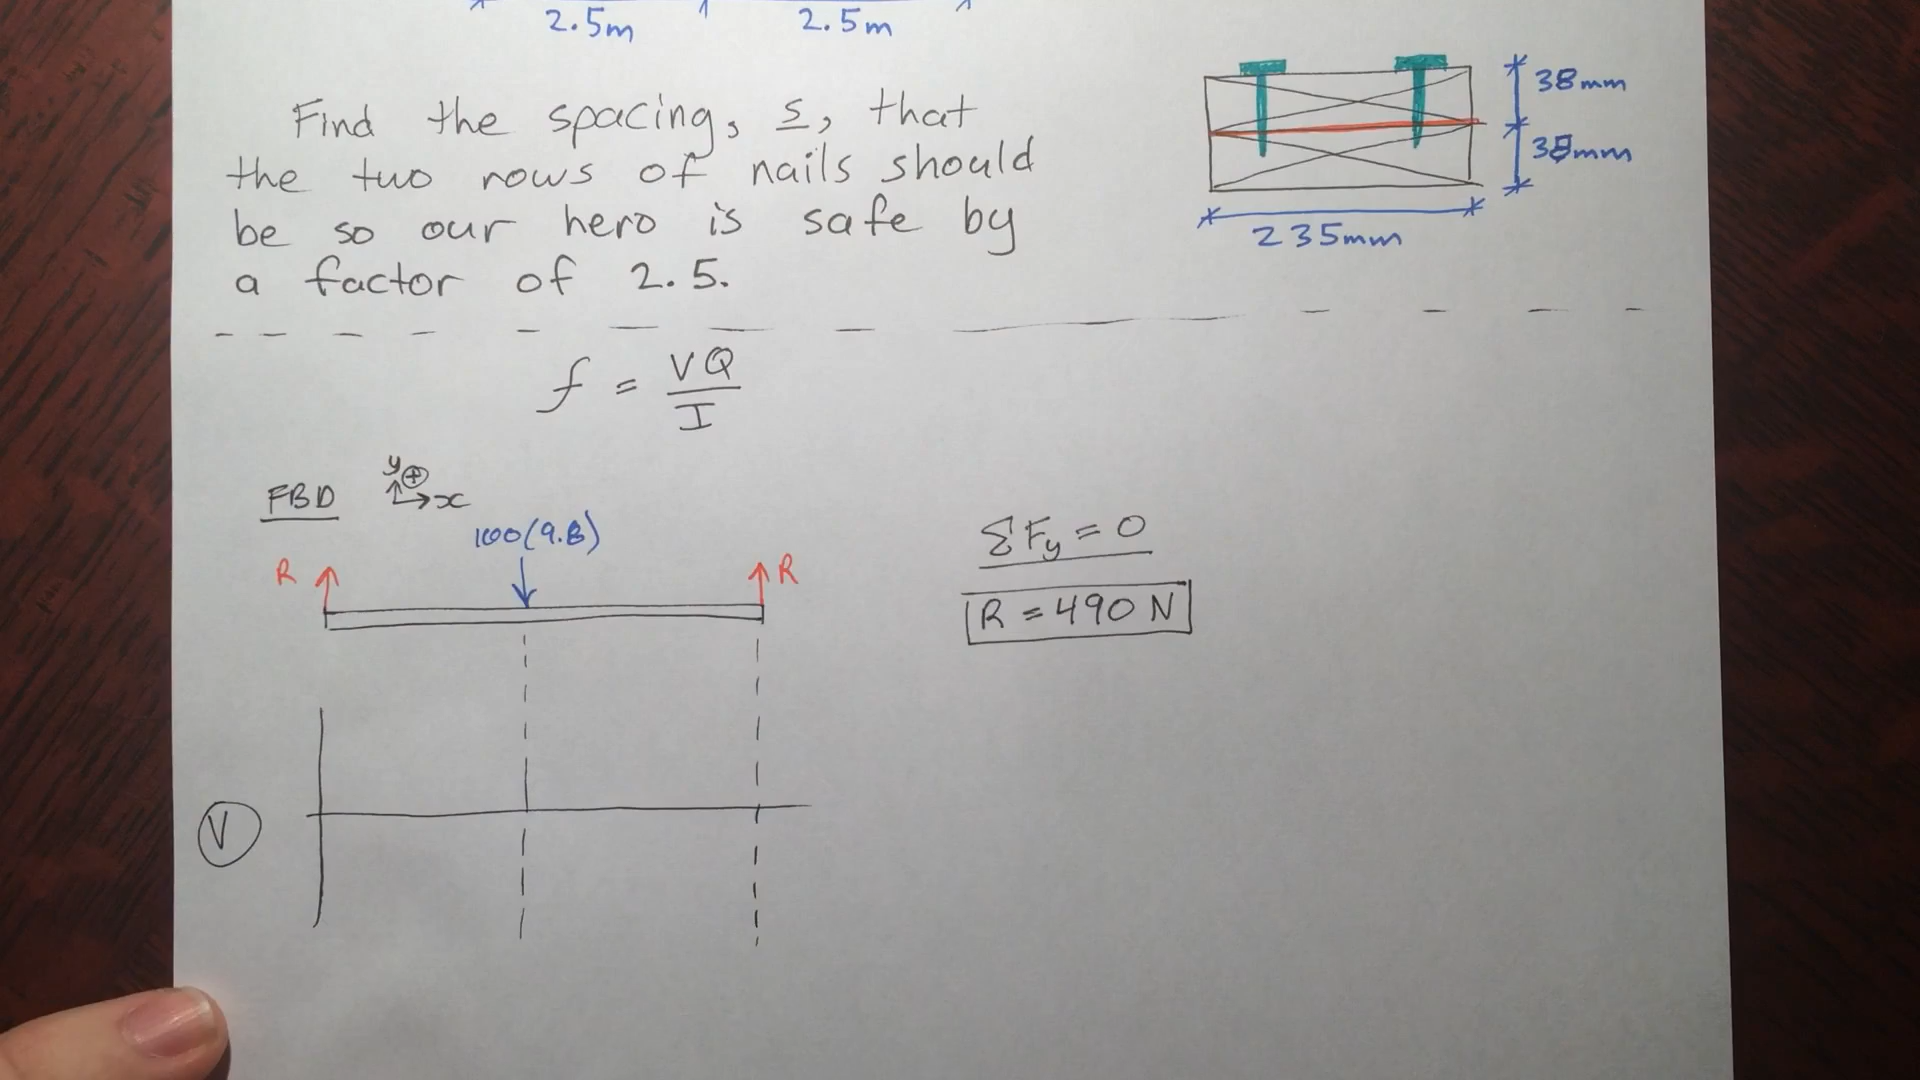 2.5m 2.5m
Find the spacing, s, that
the two rows of nails should
be so our hero is safe by
a factor of 2.5.
38mm
38mm
235mm
f = VQ/I
FBD y + x
100(9.8)
R R
ΣFy = 0
R = 490 N
V